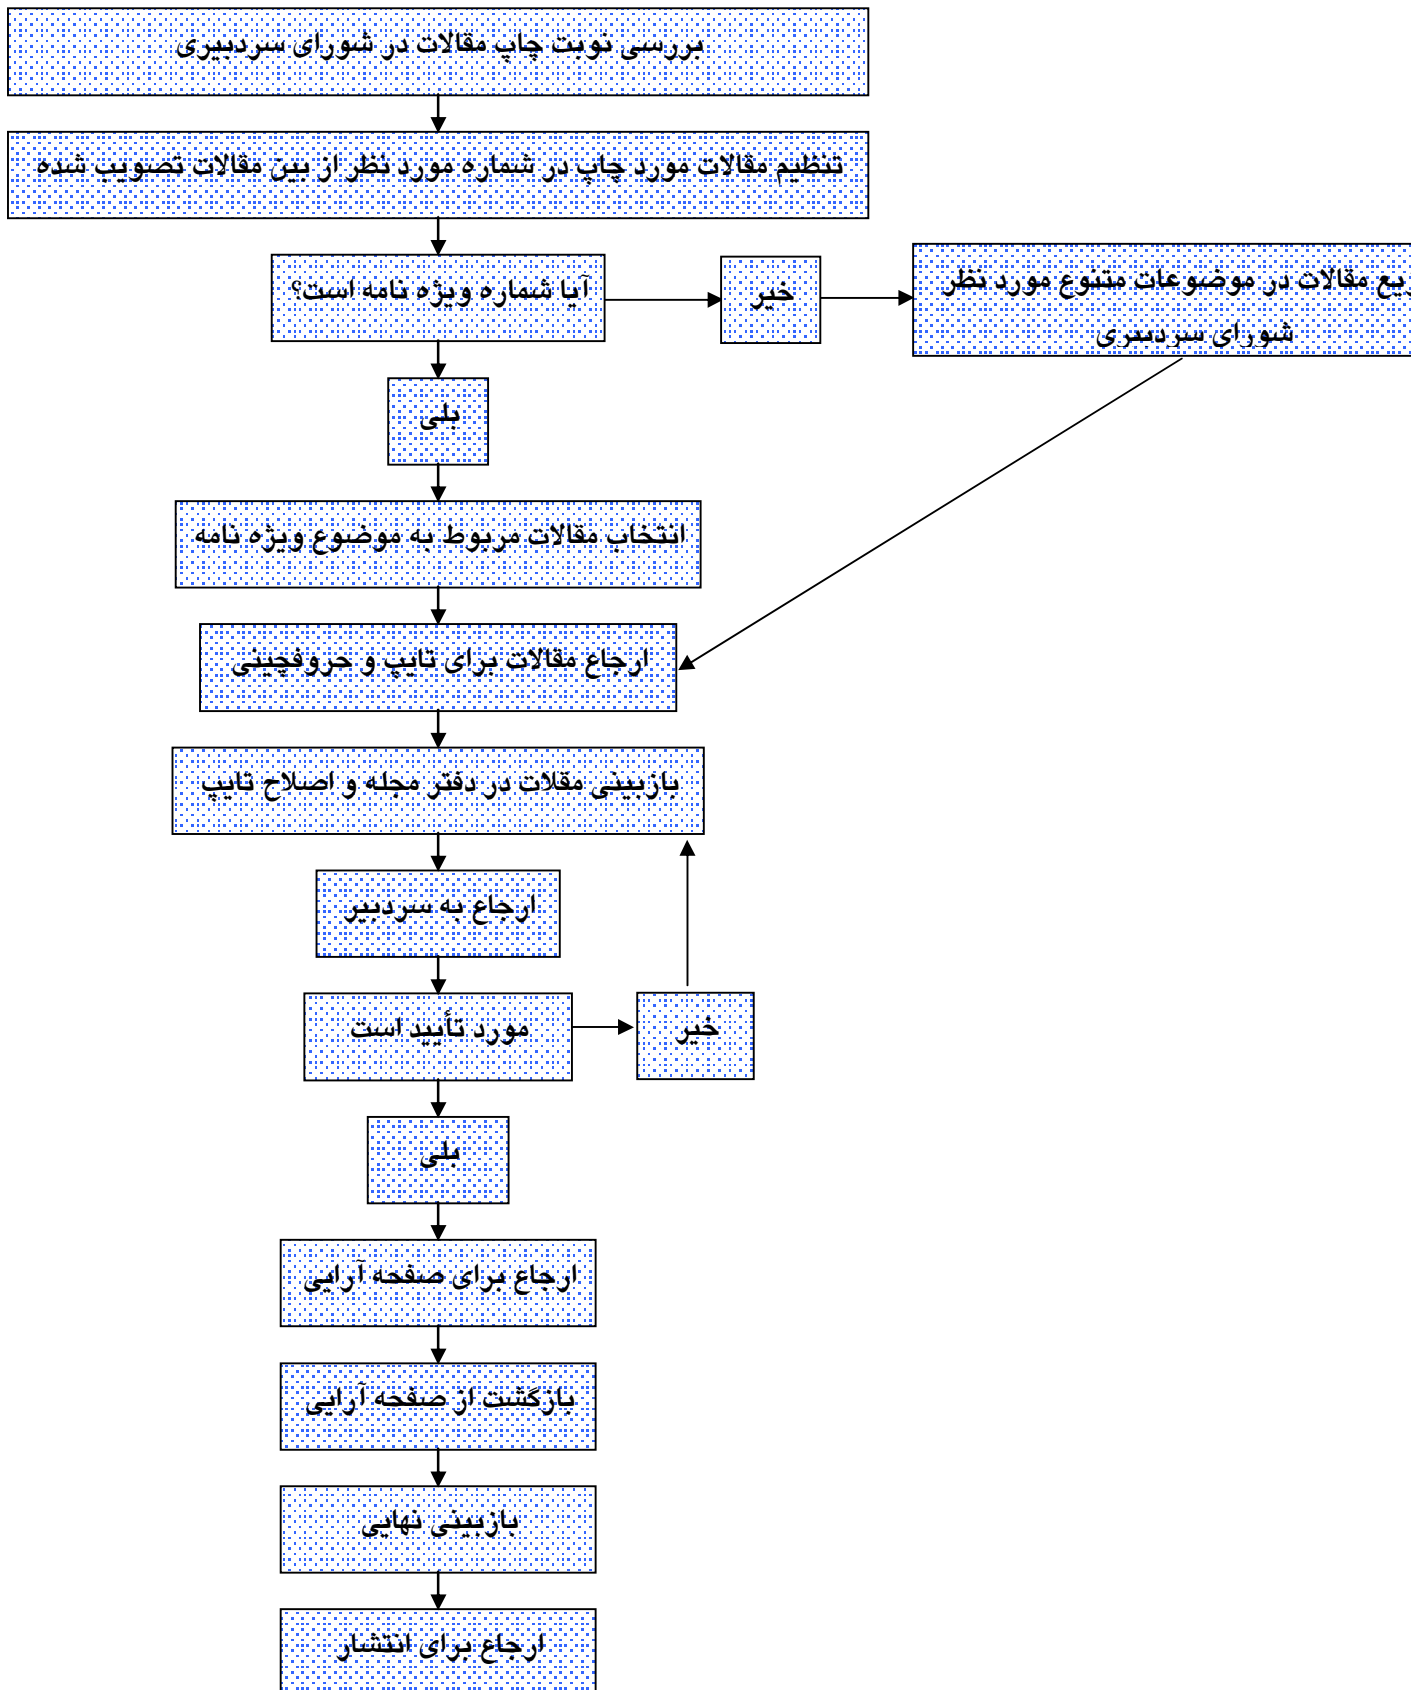 بررسی نوبت چاپ مقالات در شورای سردبیری
تنظیم مقالات مورد چاپ در شماره مورد نظر از بین مقالات تصویب شده
آیا شماره ویژه نامه است؟
خیر
مقالات در موضوعات متنوع مورد نظر
شورای سردبیری
بلی
انتخاب مقالات مربوط به موضوع ویژه نامه
ارجاع مقالات برای تایپ و حروفچینی
بازبینی مقلات در دفتر مجله و اصلاح تایپ
ارجاع به سردبیر
مورد تأیید است
خیر
بلی
ارجاع برای صفحه آرایی
بازگشت از صفحه آرایی
بازبینی نهایی
ارجاع برای انتشار